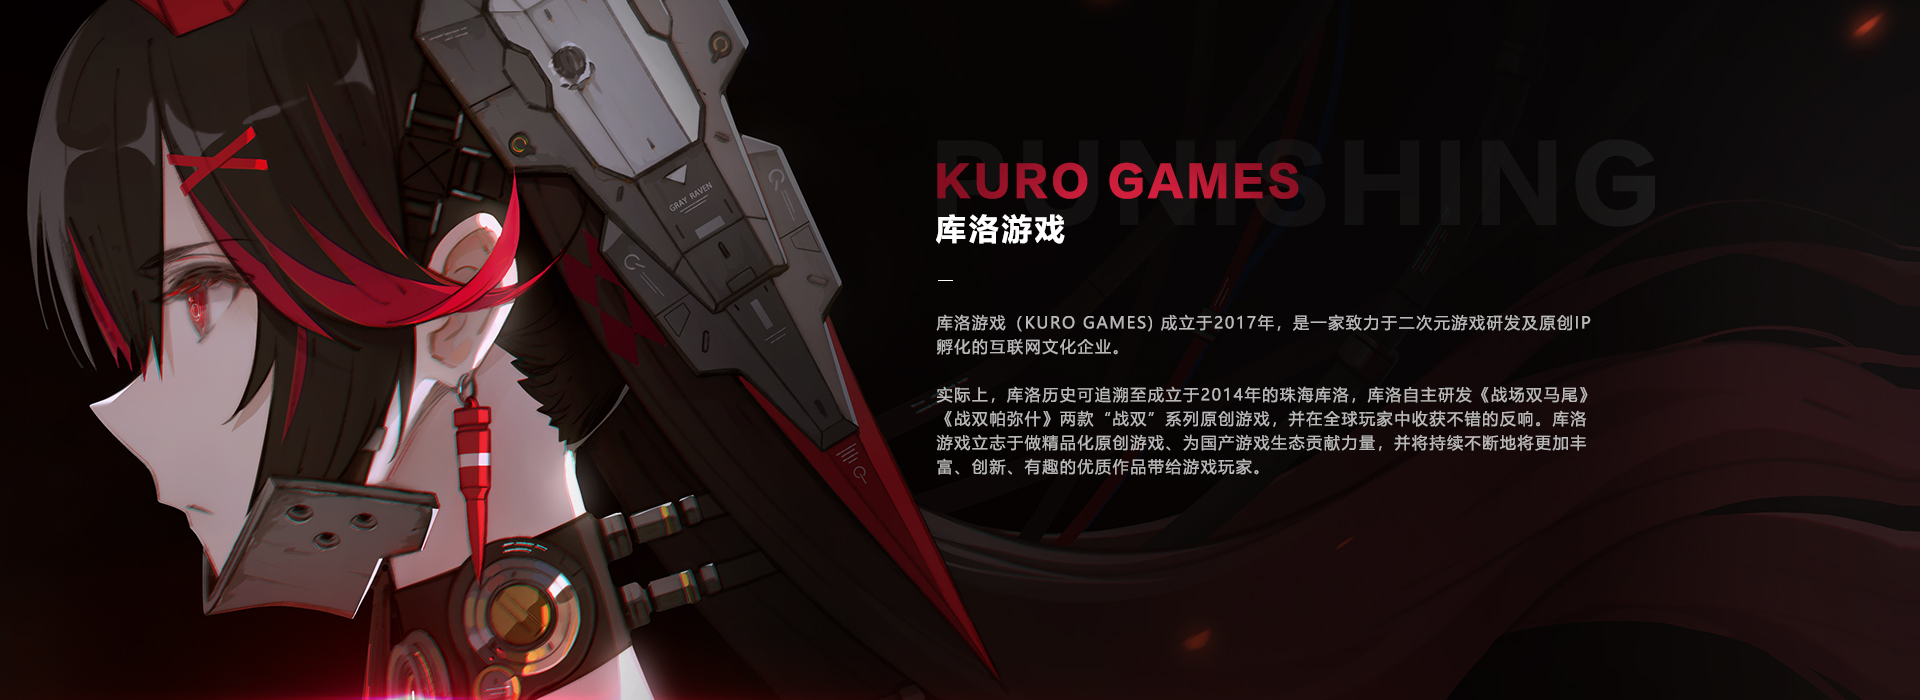 GRAY RAVEN
PUNISHING
KURO GAMES
库洛游戏
库洛游戏（KURO GAMES) 成立于2017年，是一家致力于二次元游戏研发及原创IP
孵化的互联网文化企业。
实际上，库洛历史可追溯至成立于2014年的珠海库洛，库洛自主研发《战场双马尾》
《战双帕弥什》两款“战双”系列原创游戏，并在全球玩家中收获不错的反响。库洛
游戏立志于做精品化原创游戏、为国产游戏生态贡献力量，并将持续不断地将更加丰
富、创新、有趣的优质作品带给游戏玩家。